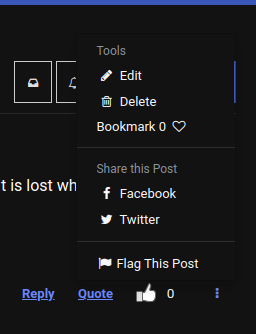 Tools
Edit
Delete
Bookmark 0
Share this Post
Facebook
t is lost wh
Twitter
Flag This Post
Reply Quote 0